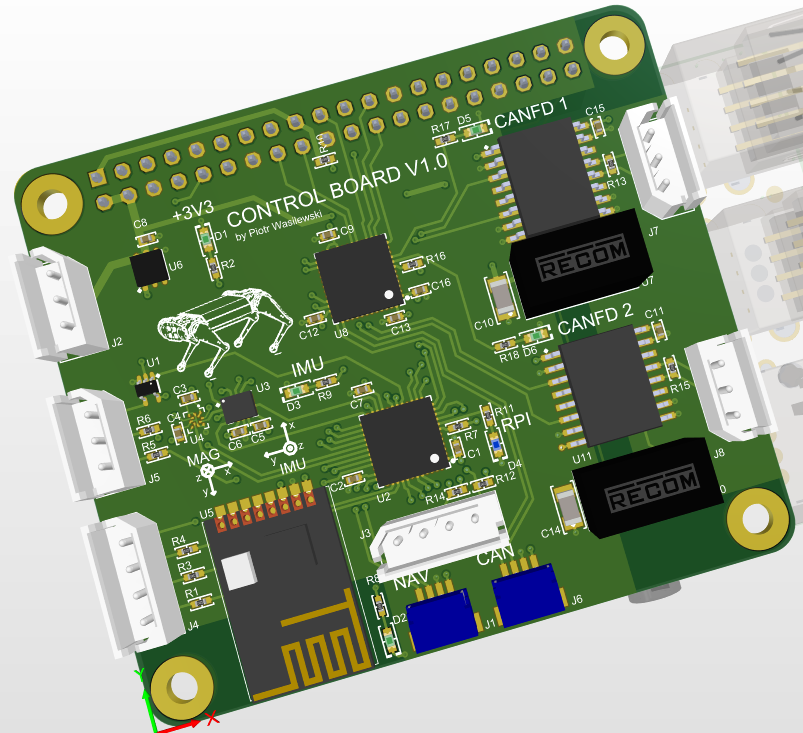 C15
R17
D5
CANFD 1
R10
R13
J7
CONTROL BOARD V1.0
by Piotr Wasilewski
+3V3
C8
D1
C9
U6
R2
R16
C16
RECOM
U7
C10
C12
U8
C13
CANFD 2
C11
J2
R18
D6
R15
U1
IMU
U3
D3
R9
C7
C3
R6
C4
R5
U4
C6
C5
x
y
z
MAG
IMU
x
z
y
J5
R11
RPI
R7
C1
D4
U11
J8
RECOM
C2
U2
R14
R12
C14
0
U5
J3
CAN
R4
R3
R1
J4
NAV
D2
J1
J6
Y
X